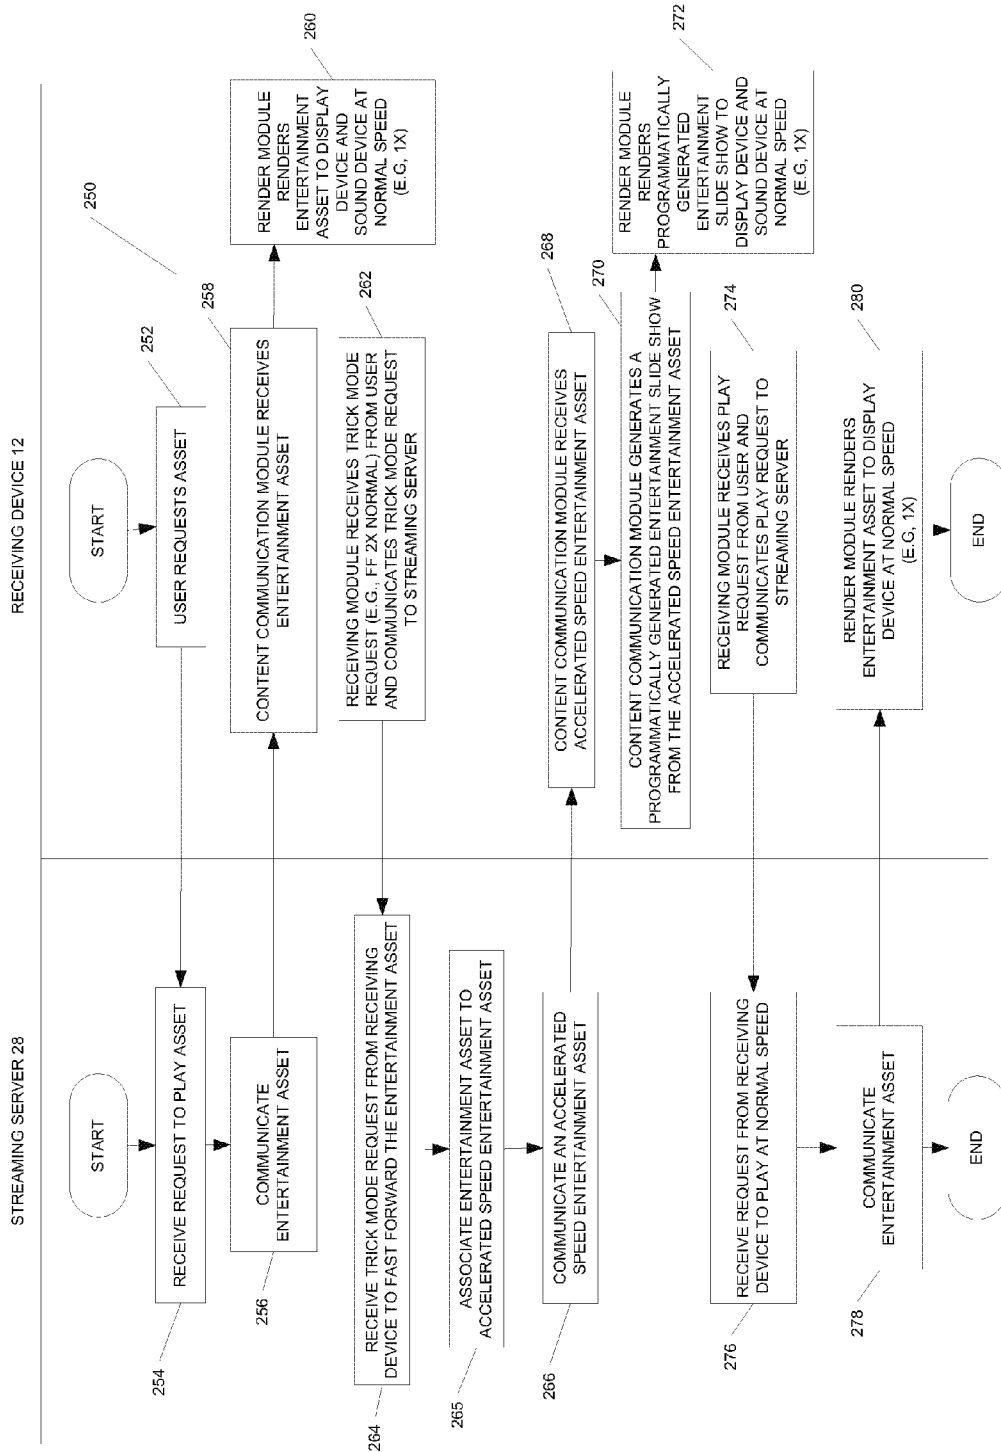 STREAMING SERVER 28
RECEIVING DEVICE 12
250
START
START
252
USER REQUESTS ASSET
254
RECEIVE REQUEST TO PLAY ASSET
256
COMMUNICATE
ENTERTAINMENT ASSET
258
CONTENT COMMUNICATION MODULE RECEIVES
ENTERTAINMENT ASSET
260
RENDER MODULE
RENDERS
ENTERTAINMENT
ASSET TO DISPLAY
DEVICE AND
SOUND DEVICE AT
NORMAL SPEED
(E.G, 1X)
262
RECEIVING MODULE RECEIVES TRICK MODE
REQUEST (E.G., FF 2X NORMAL) FROM USER
AND COMMUNICATES TRICK MODE REQUEST
TO STREAMING SERVER
264
RECEIVE TRICK MODE REQUEST FROM RECEIVING
DEVICE TO FAST FORWARD THE ENTERTAINMENT ASSET
265
ASSOCIATE ENTERTAINMENT ASSET TO
ACCELERATED SPEED ENTERTAINMENT ASSET
266
COMMUNICATE AN ACCELERATED
SPEED ENTERTAINMENT ASSET
268
CONTENT COMMUNICATION MODULE RECEIVES
ACCELERATED SPEED ENTERTAINMENT ASSET
270
CONTENT COMMUNICATION MODULE GENERATES A
PROGRAMMATICALLY GENERATED ENTERTAINMENT SLIDE SHOW
FROM THE ACCELERATED SPEED ENTERTAINMENT ASSET
272
RENDER MODULE
RENDERS
PROGRAMMATICALLY
GENERATED
ENTERTAINMENT
SLIDE SHOW TO
DISPLAY DEVICE AND
SOUND DEVICE AT
NORMAL SPEED
(E.G, 1X)
274
RECEIVING MODULE RECEIVES PLAY
REQUEST FROM USER AND
COMMUNICATES PLAY REQUEST TO
STREAMING SERVER
276
RECEIVE REQUEST FROM RECEIVING
DEVICE TO PLAY AT NORMAL SPEED
278
COMMUNICATE
ENTERTAINMENT ASSET
280
RENDER MODULE RENDERS
ENTERTAINMENT ASSET TO DISPLAY
DEVICE AT NORMAL SPEED
(E.G, 1X)
END
END